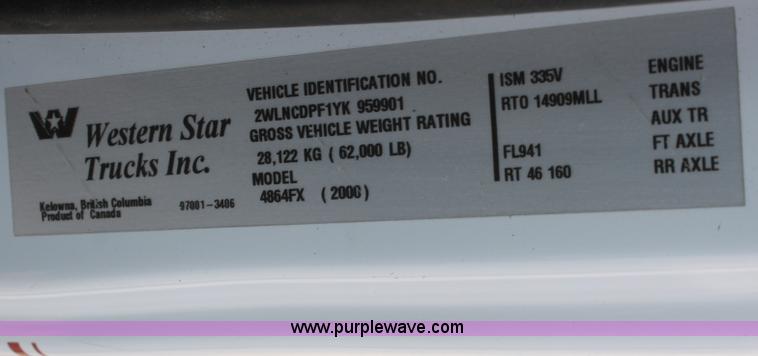 Western Star
Trucks Inc.
Kelowna, British Columbia
Product of Canada
97001-3406
VEHICLE IDENTIFICATION NO.
2WLNCDPF1YK 959901
GROSS VEHICLE WEIGHT RATING
28,122 KG ( 62,000 LB)
MODEL
4864FX ( 2000)
ISM 335V ENGINE
RTO 14909MLL TRANS
AUX TR
FL941 FT AXLE
RT 46 160 RR AXLE
www.purplewave.com